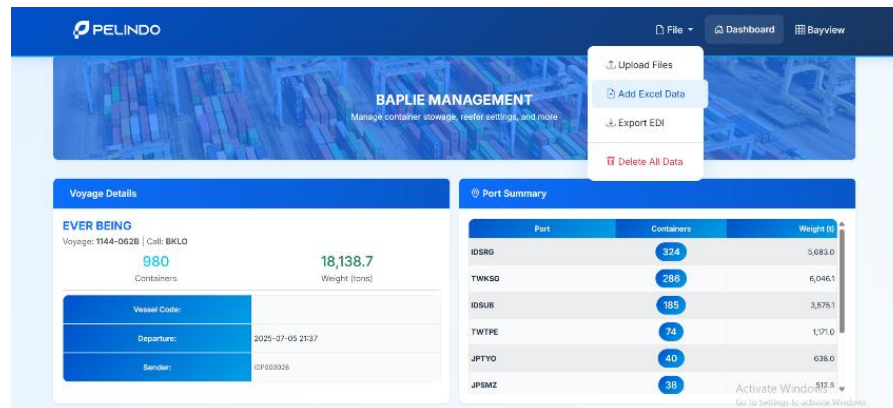 PELINDO
File
Dashboard
Bayview
Upload Files
Add Excel Data
Export EDI
Delete All Data
BAPLIE MANAGEMENT
Manage container stowage, reefer settings, and more
Voyage Details
EVER BEING
Voyage: 1144-062B | Call: BKLO
980
Containers
18,138.7
Weight (tons)
Vessel Code:
Departure: 2025-07-05 21:37
Sender: IDP000026
Port Summary
Port Containers Weight (t)
IDSRG 324 5,683.0
TWKSG 286 6,046.1
IDSUB 185 3,575.1
TWTPE 74 1,171.0
JPTYO 40 638.0
JPSMZ 38 512.5
Activate Windows
Go to Settings to activate Windows.